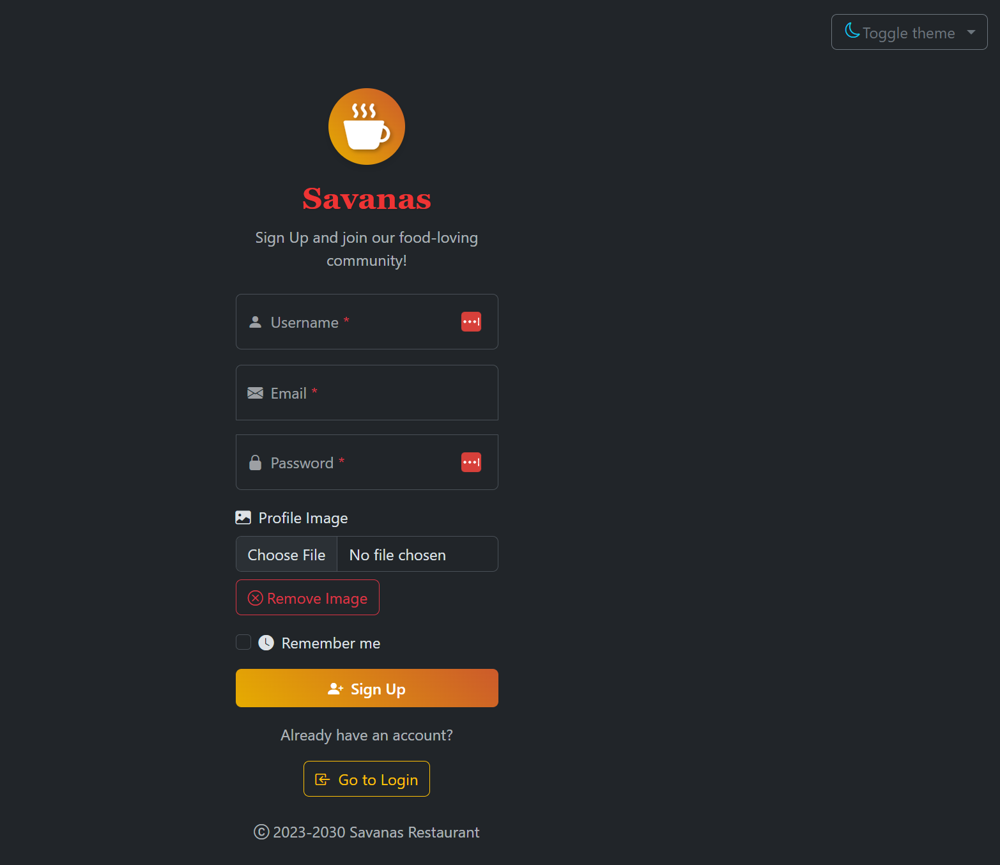 Toggle theme
Savanas
Sign Up and join our food-loving
community!
Username *
Email *
Password *
Profile Image
Choose File No file chosen
Remove Image
Remember me
Sign Up
Already have an account?
Go to Login
© 2023-2030 Savanas Restaurant